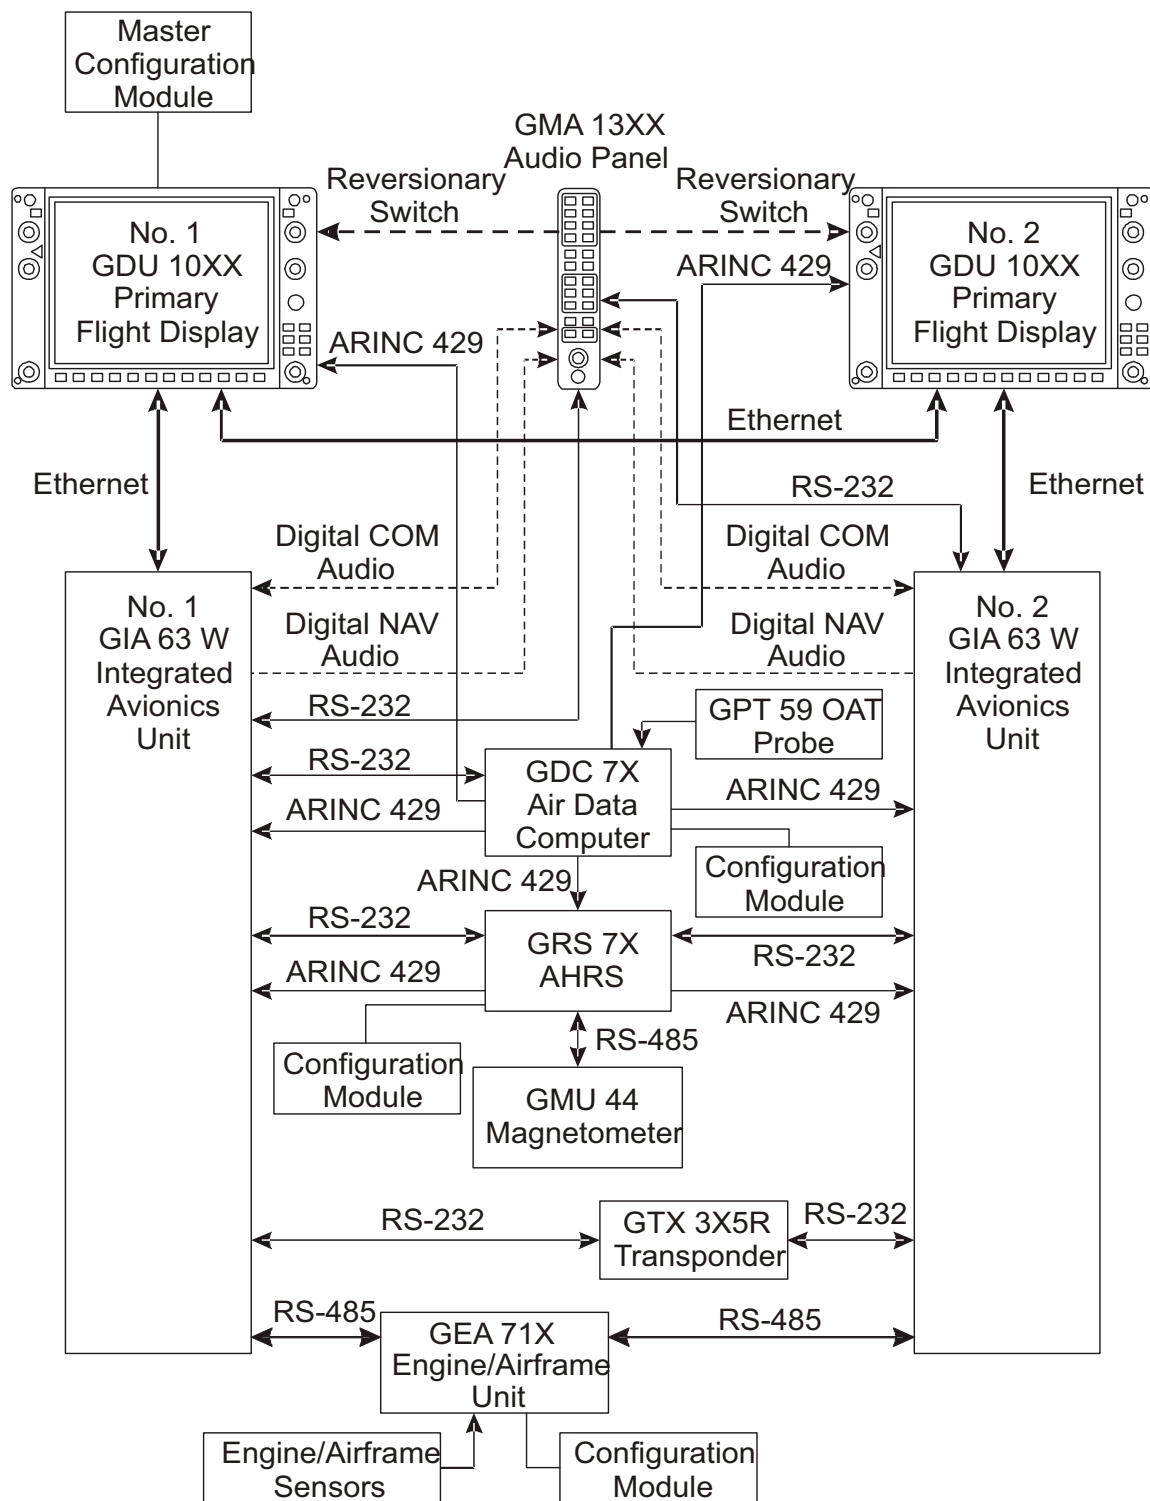 Master
Configuration
Module
GMA 13XX
Audio Panel
Reversionary
Switch
Reversionary
Switch
No. 1
GDU 10XX
Primary
Flight Display
No. 2
GDU 10XX
Primary
Flight Display
ARINC 429
ARINC 429
Ethernet
Ethernet
Ethernet
RS-232
Digital COM
Audio
Digital COM
Audio
No. 1
GIA 63 W
Integrated
Avionics
Unit
No. 2
GIA 63 W
Integrated
Avionics
Unit
Digital NAV
Audio
Digital NAV
Audio
RS-232
GPT 59 OAT
Probe
RS-232
GDC 7X
Air Data
Computer
ARINC 429
ARINC 429
Configuration
Module
ARINC 429
RS-232
GRS 7X
AHRS
RS-232
ARINC 429
ARINC 429
RS-485
Configuration
Module
GMU 44
Magnetometer
RS-232
GTX 3X5R
Transponder
RS-232
RS-485
GEA 71X
Engine/Airframe
Unit
RS-485
Engine/Airframe
Sensors
Configuration
Module